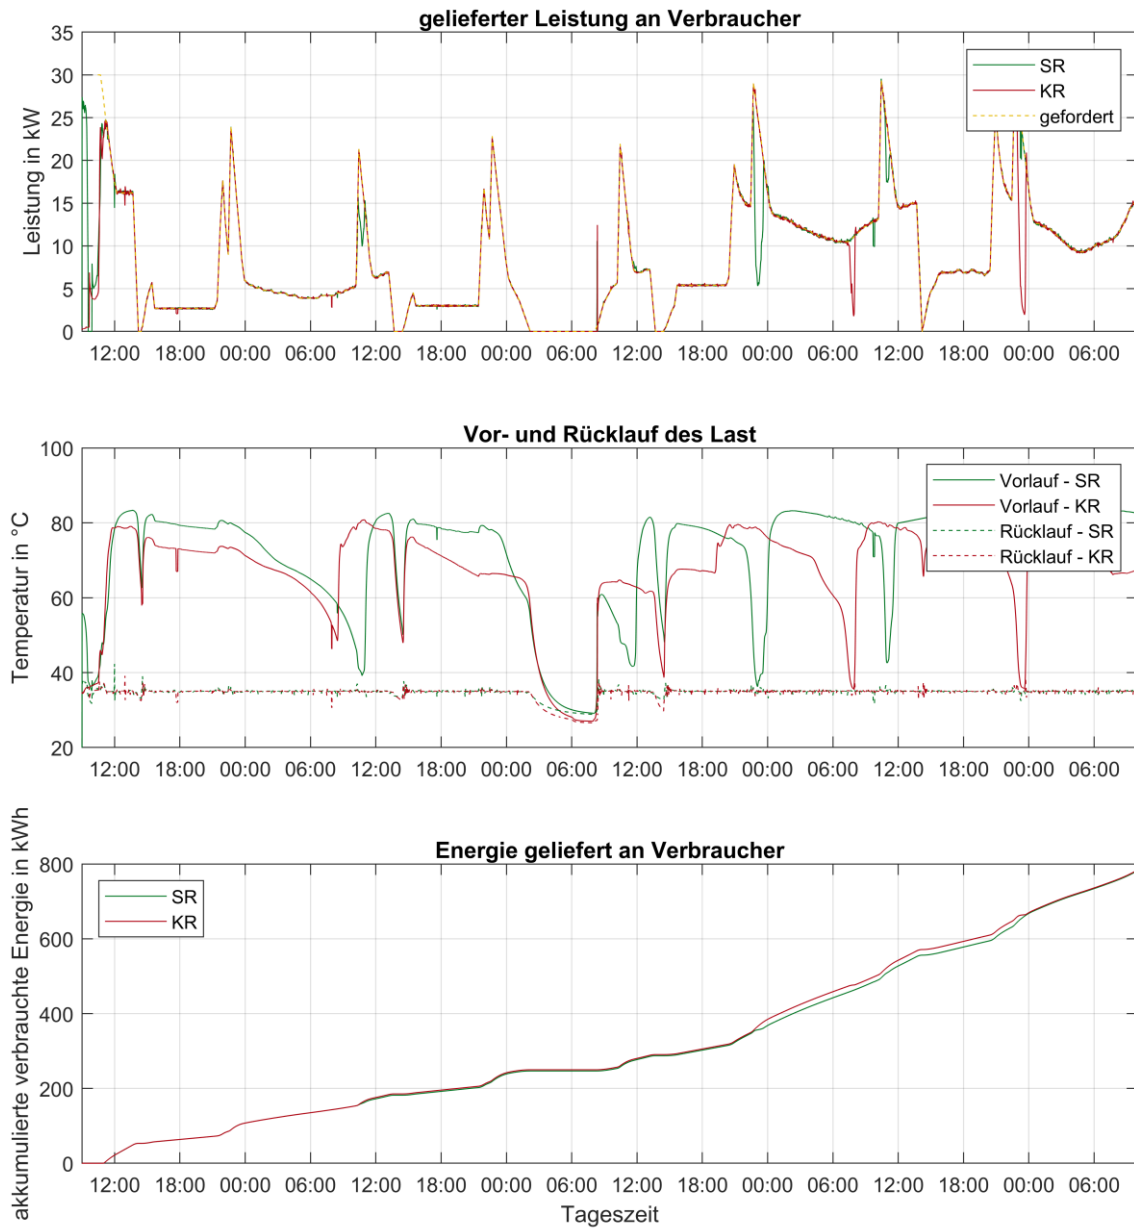 gelieferter Leistung an Verbraucher
Leistung in kW
35
30
25
20
15
10
5
0
SR
KR
gefordert
12:00 18:00 00:00 06:00 12:00 18:00 00:00 06:00 12:00 18:00 00:00 06:00 12:00 18:00 00:00 06:00
Vor- und Rücklauf des Last
Temperatur in °C
100
80
60
40
20
Vorlauf - SR
Vorlauf - KR
Rücklauf - SR
Rücklauf - KR
12:00 18:00 00:00 06:00 12:00 18:00 00:00 06:00 12:00 18:00 00:00 06:00 12:00 18:00 00:00 06:00
Energie geliefert an Verbraucher
akkumulierte verbrauchte Energie in kWh
800
600
400
200
0
SR
KR
12:00 18:00 00:00 06:00 12:00 18:00 00:00 06:00 12:00 18:00 00:00 06:00 12:00 18:00 00:00 06:00
Tageszeit